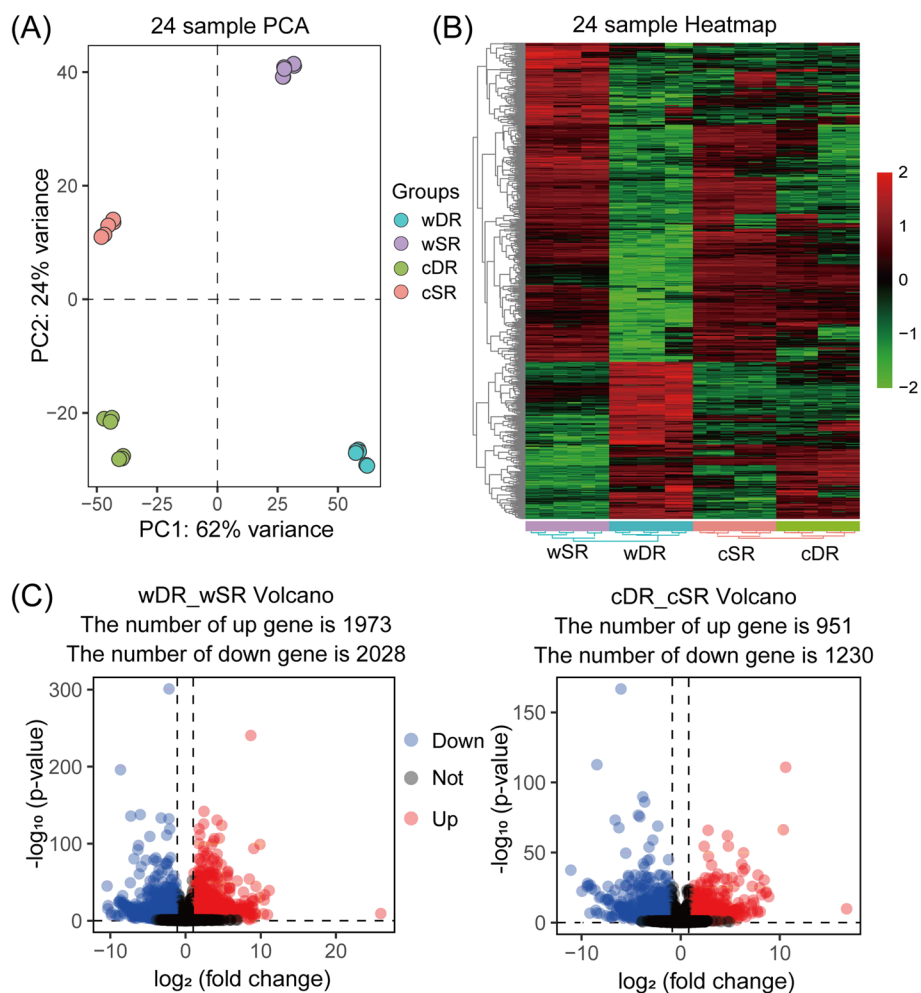 (A)
24 sample PCA
40
20
0
−20
PC2: 24% variance
−50
−25
0
25
50
PC1: 62% variance
Groups
wDR
wSR
cDR
cSR
(B)
24 sample Heatmap
2
1
0
−1
−2
wSR
wDR
cSR
cDR
(C)
wDR_wSR Volcano
The number of up gene is 1973
The number of down gene is 2028
300
200
100
0
-log₁₀ (p-value)
−10
0
10
20
log₂ (fold change)
Down
Not
Up
cDR_cSR Volcano
The number of up gene is 951
The number of down gene is 1230
150
100
50
0
-log₁₀ (p-value)
−10
0
10
log₂ (fold change)